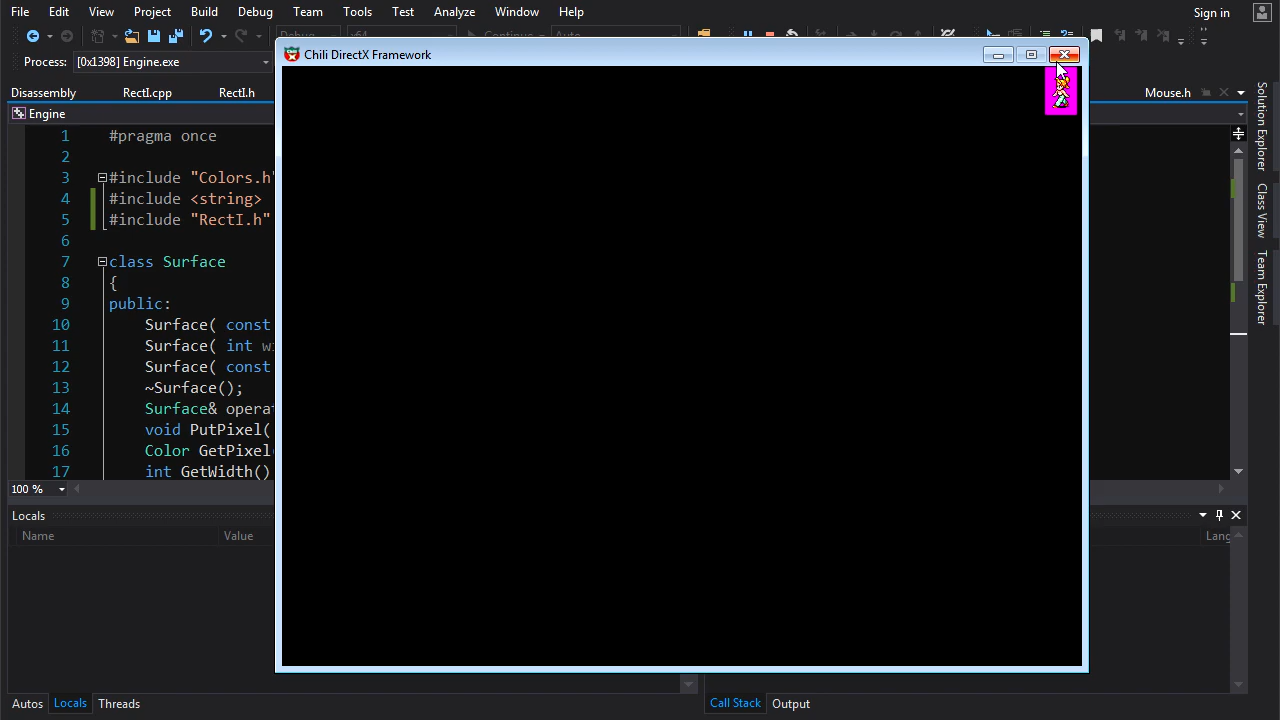 File Edit View Project Build Debug Team Tools Test Analyze Window Help Sign in
Process: [0x1398] Engine.exe
Chili DirectX Framework
Disassembly RectI.cpp RectI.h Mouse.h
Engine
1 #pragma once
2
3 #include "Colors.h"
4 #include <string>
5 #include "RectI.h"
6
7 class Surface
8 {
9 public:
10 Surface( const
11 Surface( int wi
12 Surface( const
13 ~Surface();
14 Surface& operat
15 void PutPixel(
16 Color GetPixel(
17 int GetWidth()
100 %
Locals
Name Value Lang
Autos Locals Threads Call Stack Output
Solution Explorer
Class View
Team Explorer